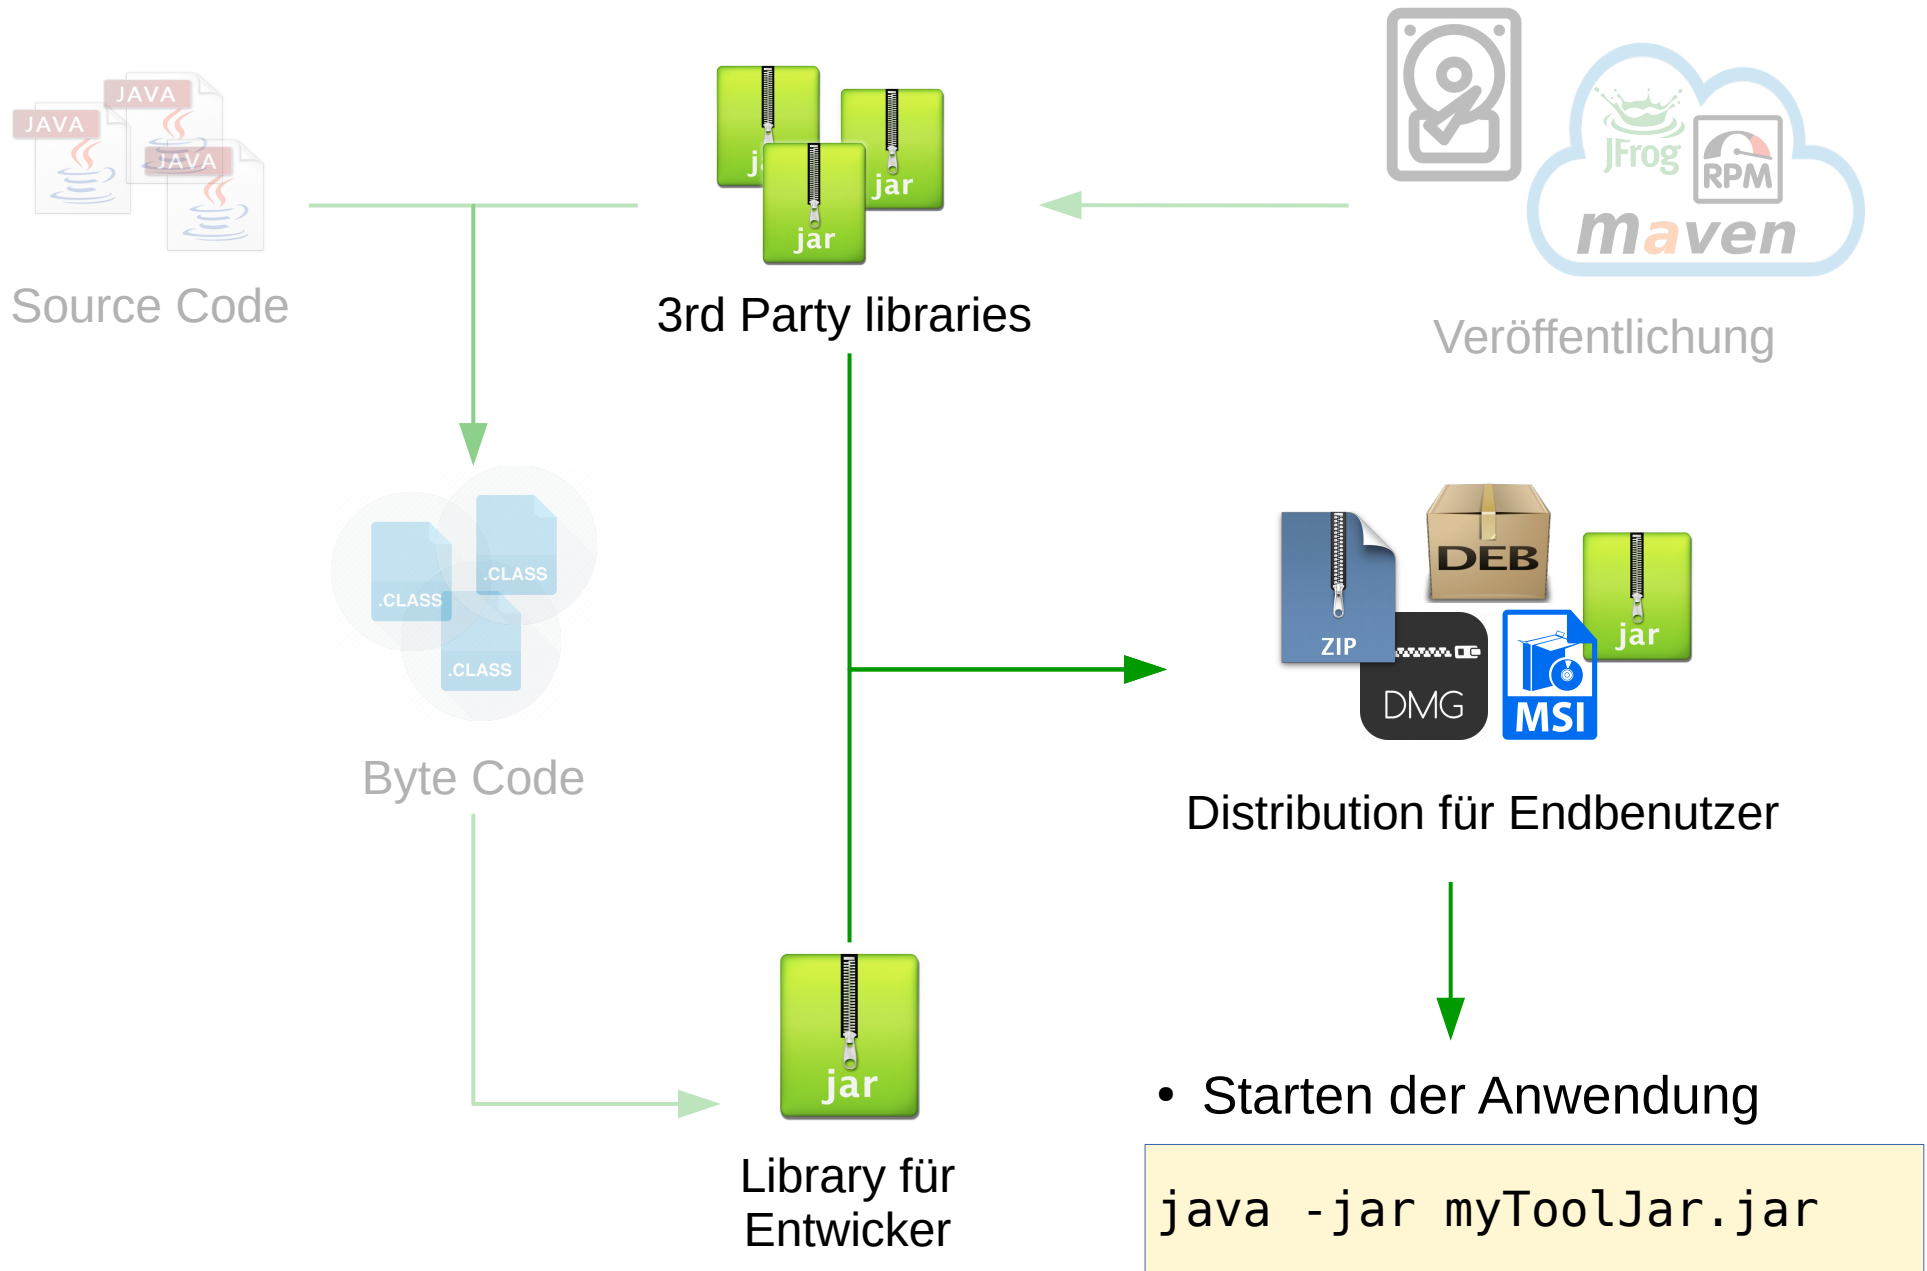 JAVA
JAVA
JAVA
Source Code
jar
jar
jar
3rd Party libraries
JFrog
RPM
maven
Veröffentlichung
.CLASS
.CLASS
.CLASS
Byte Code
ZIP
DEB
jar
DMG
MSI
Distribution für Endbenutzer
jar
Library für
Entwicker
• Starten der Anwendung
java -jar myToolJar.jar